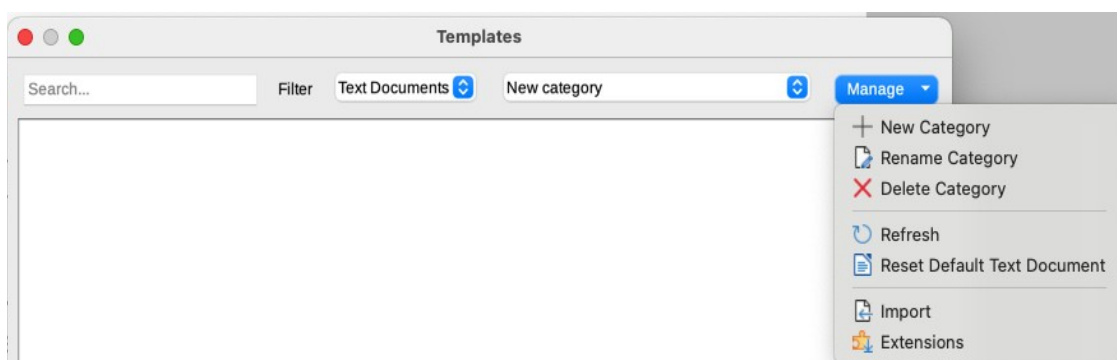 Templates
Search...
Filter
Text Documents
New category
Manage
New Category
Rename Category
Delete Category
Refresh
Reset Default Text Document
Import
Extensions